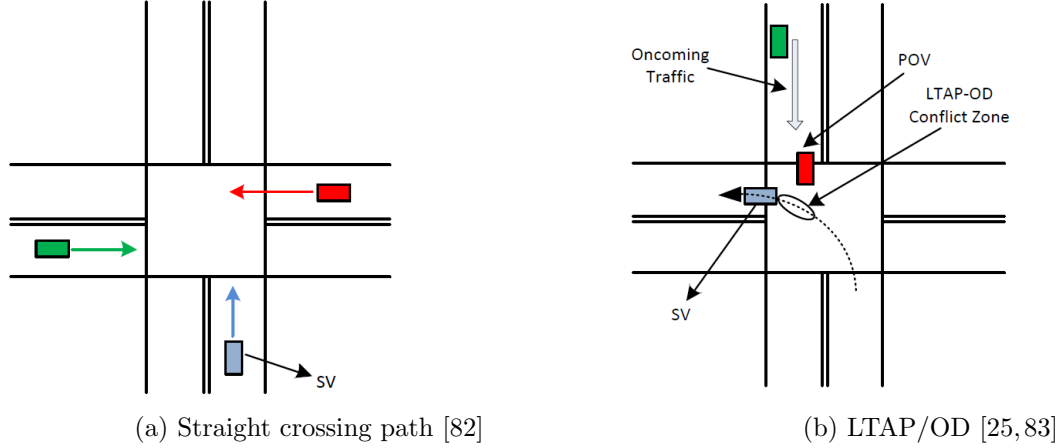 Oncoming
Traffic
POV
LTAP-OD
Conflict Zone
SV
SV
(a) Straight crossing path [82]
(b) LTAP/OD [25,83]